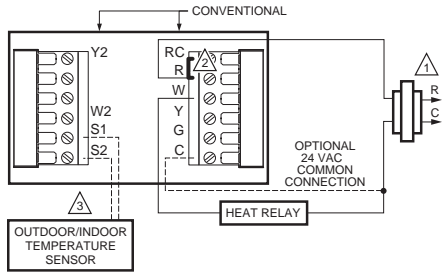 CONVENTIONAL
Y2
W2
S1
S2
RC
R
W
Y
G
C
2
1
R
C
OPTIONAL
24 VAC
COMMON
CONNECTION
3
HEAT RELAY
OUTDOOR/INDOOR
TEMPERATURE
SENSOR